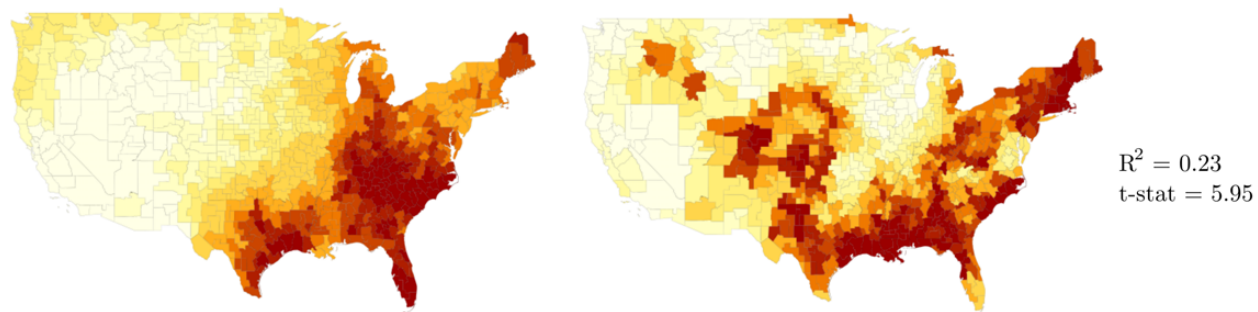 R² = 0.23
t-stat = 5.95